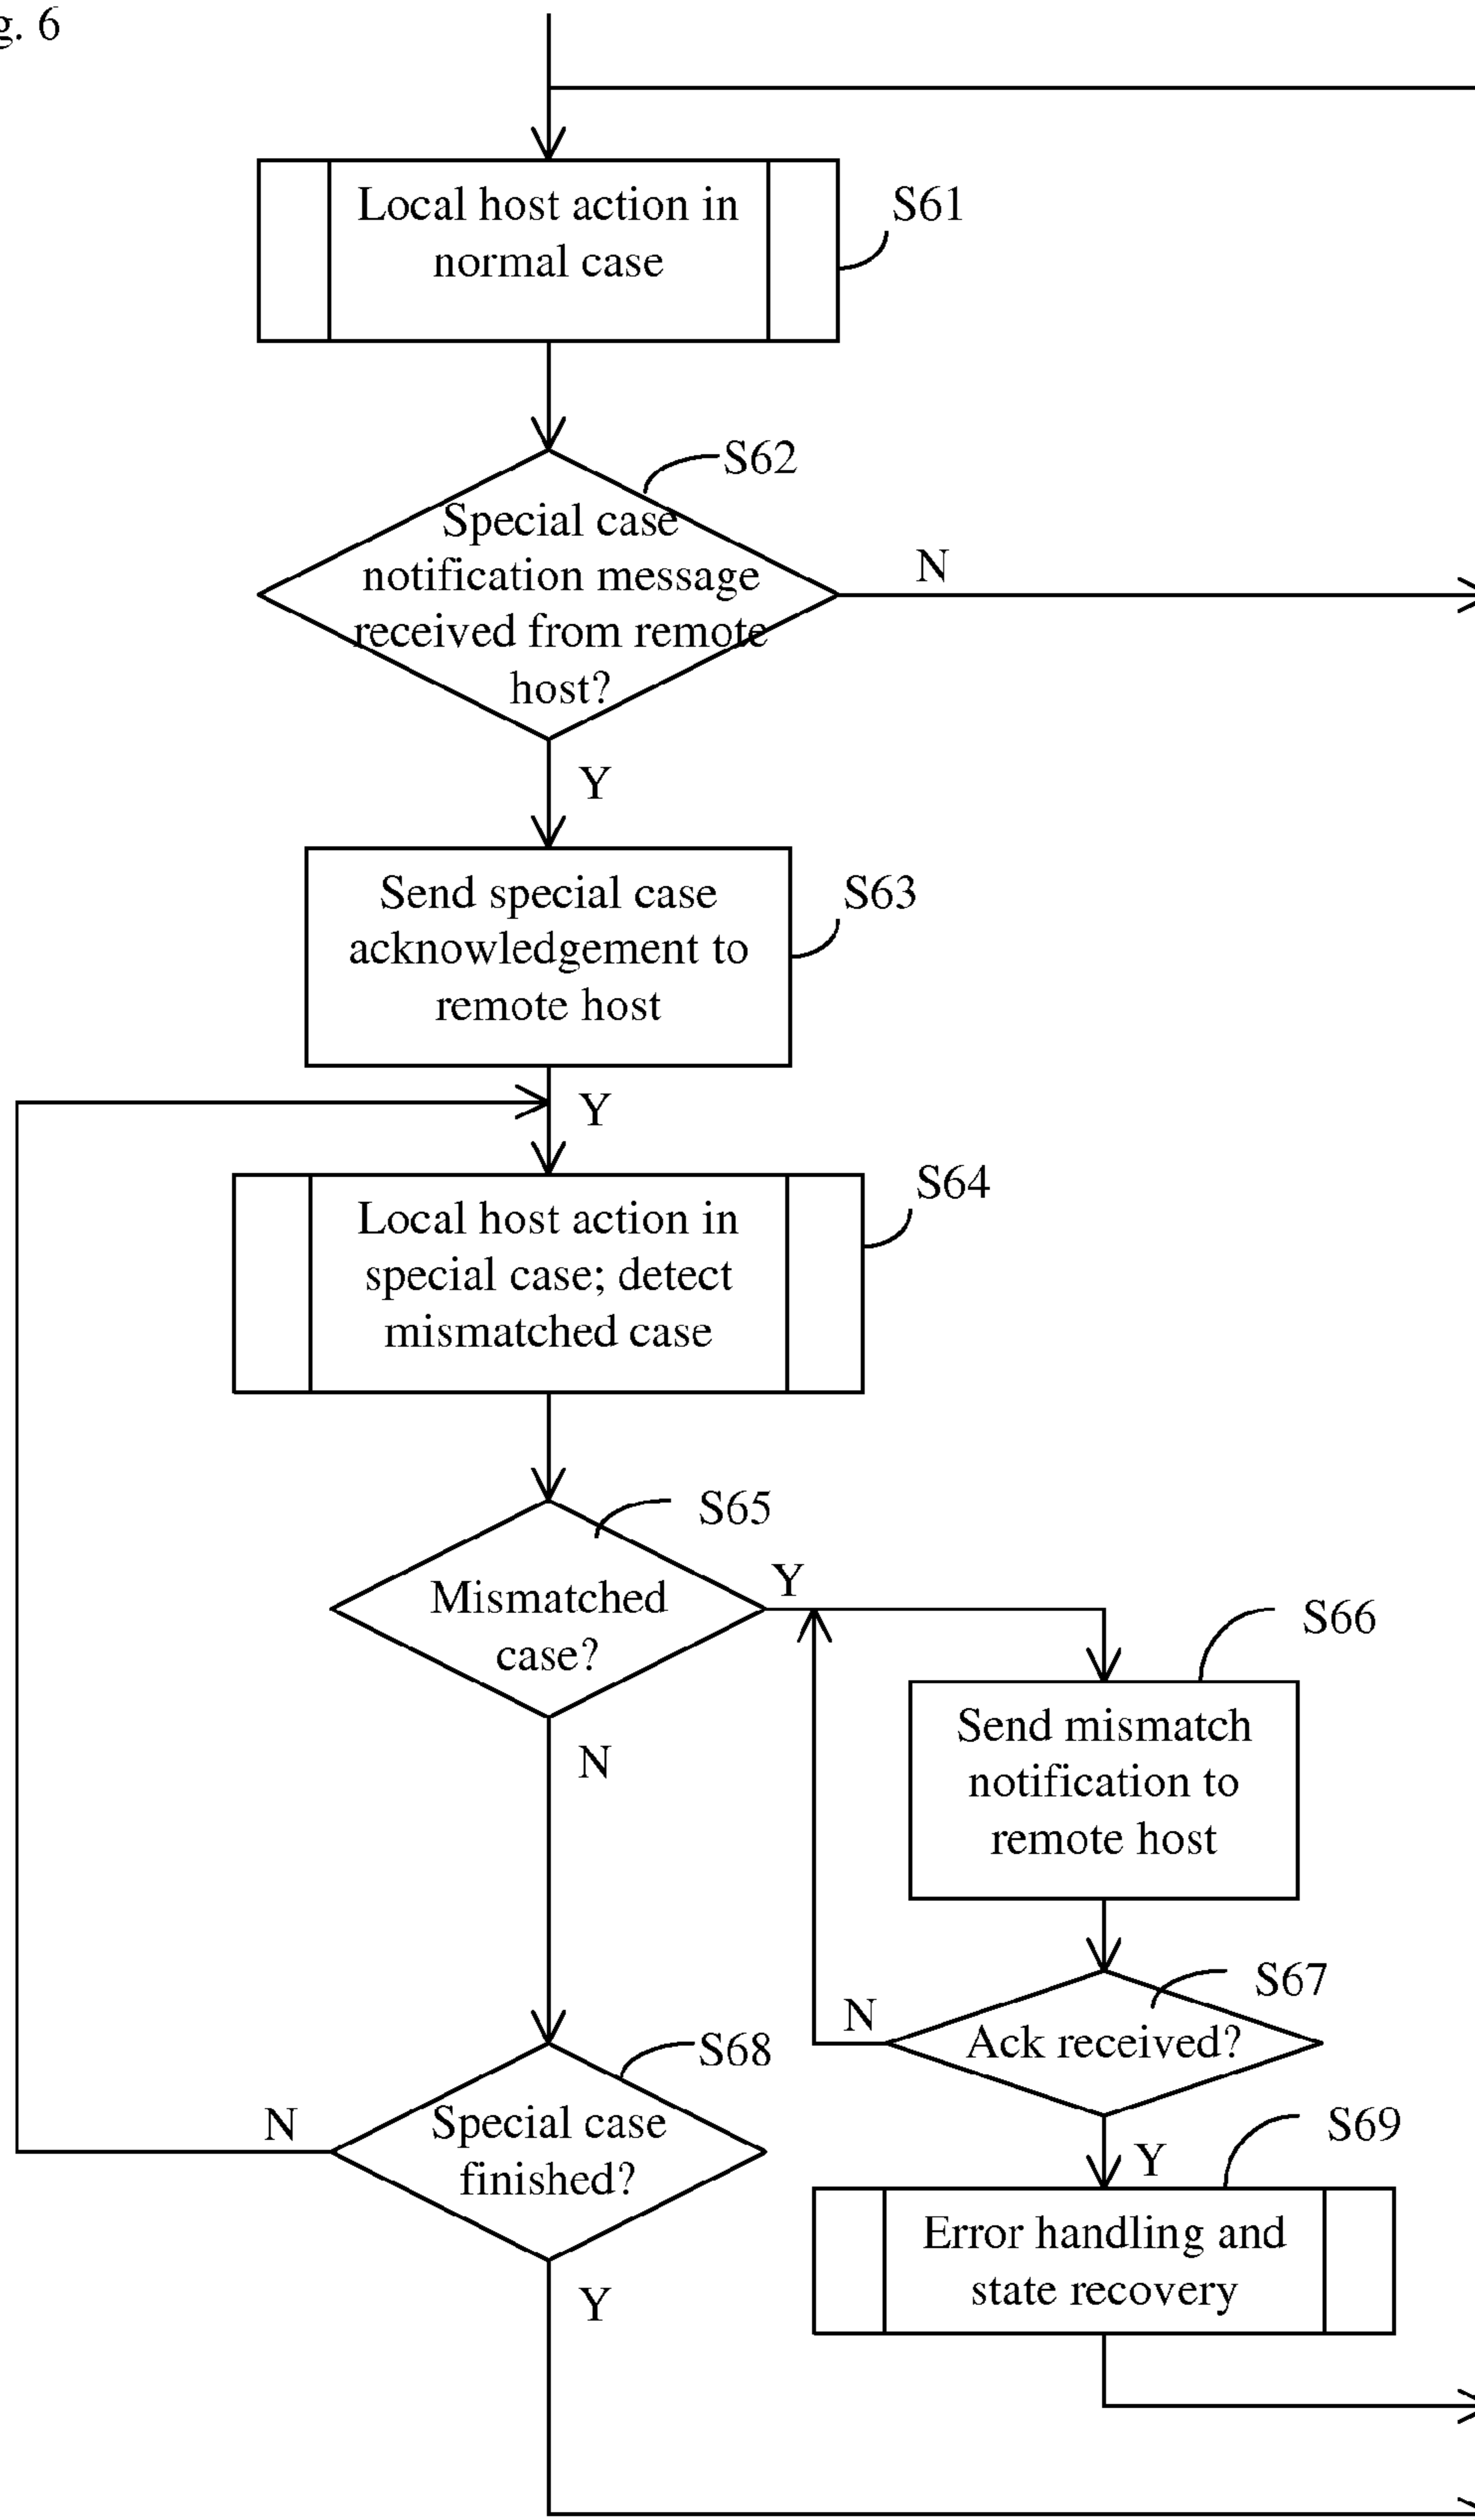 g. 6
Local host action in
normal case
S61
S62
Special case
notification message
received from remote
host?
N
Y
Send special case
acknowledgement to
remote host
S63
Y
Local host action in
special case; detect
mismatched case
S64
S65
Mismatched
case?
Y
N
S66
Send mismatch
notification to
remote host
S67
Ack received?
N
Y
S68
Special case
finished?
N
Y
S69
Error handling and
state recovery